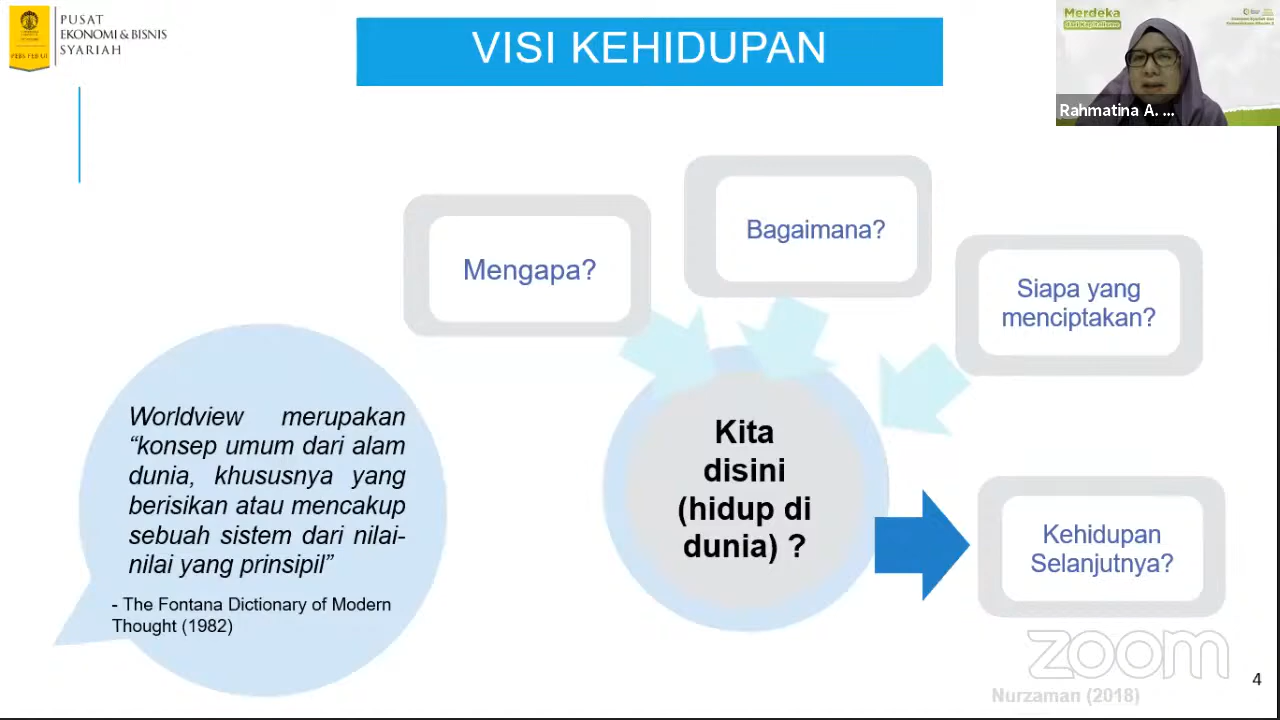 PUSAT
EKONOMI & BISNIS
SYARIAH
VISI KEHIDUPAN
Merdeka
Rahmatina A. ...
Mengapa?
Bagaimana?
Siapa yang
menciptakan?
Worldview merupakan
“konsep umum dari alam
dunia, khususnya yang
berisikan atau mencakup
sebuah sistem dari nilai-
nilai yang prinsipil”
- The Fontana Dictionary of Modern
Thought (1982)
Kita
disini
(hidup di
dunia) ?
Kehidupan
Selanjutnya?
zoom
Nurzaman (2018)
4